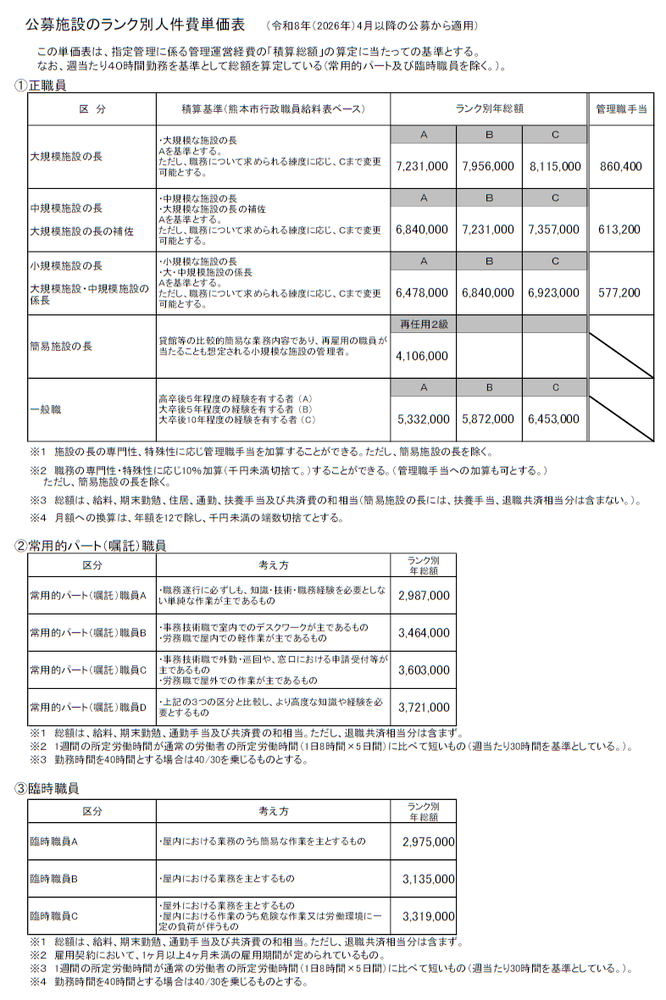 公募施設のランク別人件費単価表　（令和8年（2026年）4月以降の公募から適用）
この単価表は、指定管理に係る管理運営経費の「積算総額」の算定に当たっての基準とする。
なお、週当たり４０時間勤務を基準として総額を算定している（常用的パート及び臨時職員を除く。）。
①正職員
区　分　積算基準（熊本市行政職員給料表ベース）　ランク別年総額　管理職手当
大規模施設の長
・大規模な施設の長
Aを基準とする。
ただし、職務について求められる練度に応じ、Cまで変更
可能とする。
A　B　C
7,231,000　7,956,000　8,115,000　860,400
中規模施設の長
大規模施設の長の補佐
・中規模な施設の長
・大規模な施設の長の補佐
Aを基準とする。
ただし、職務について求められる練度に応じ、Cまで変更
可能とする。
A　B　C
6,840,000　7,231,000　7,357,000　613,200
小規模施設の長
大規模施設・中規模施設の
係長
・小規模な施設の長
・大・中規模施設の係長
Aを基準とする。
ただし、職務について求められる練度に応じ、Cまで変更
可能とする。
A　B　C
6,478,000　6,840,000　6,923,000　577,200
簡易施設の長
貸館等の比較的簡易な業務内容であり、再雇用の職員が
当たることも想定される小規模な施設の管理者。
再任用２級
4,106,000
一般職
高卒後５年程度の経験を有する者（A）
大卒後５年程度の経験を有する者（B）
大卒後10年程度の経験を有する者（C）
A　B　C
5,332,000　5,872,000　6,453,000
※１　施設の長の専門性、特殊性に応じ管理職手当を加算することができる。ただし、簡易施設の長を除く。
※２　職務の専門性・特殊性に応じ10％加算（千円未満切捨て。）することができる。（管理職手当への加算も可とする。）
ただし、簡易施設の長を除く。
※３　総額は、給料、期末勤勉、住居、通勤、扶養手当及び共済費の和相当（簡易施設の長には、扶養手当、退職共済相当分は含まない。）。
※４　月額への換算は、年額を12で除し、千円未満の端数切捨てとする。
②常用的パート（嘱託）職員
区分　考え方　ランク別
年総額
常用的パート（嘱託）職員A
・職務遂行に必ずしも、知識・技術・職務経験を必要としな
い単純な作業が主であるもの
2,987,000
常用的パート（嘱託）職員B
・事務技術職で室内でのデスクワークが主であるもの
・労務職で屋内での軽作業が主であるもの
3,464,000
常用的パート（嘱託）職員C
・事務技術職で外勤・巡回や、窓口における申請受付等が
主であるもの
・労務職で屋外での作業が主であるもの
3,603,000
常用的パート（嘱託）職員D
・上記の３つの区分と比較し、より高度な知識や経験を必
要とするもの
3,721,000
※１　総額は、給料、期末勤勉、通勤手当及び共済費の和相当。ただし、退職共済相当分は含まず。
※２　1週間の所定労働時間が通常の労働者の所定労働時間（1日8時間×5日間）に比べて短いもの（週当たり30時間を基準としている。）。
※３　勤務時間を40時間とする場合は40/30を乗じるものとする。
③臨時職員
区分　考え方　ランク別
年総額
臨時職員A　・屋内における業務のうち簡易な作業を主とするもの　2,975,000
臨時職員B　・屋内における業務を主とするもの　3,135,000
臨時職員C
・屋外における業務を主とするもの
・屋内における作業のうち危険な作業又は労働環境に一
定の負荷が伴うもの
3,319,000
※１　総額は、給料、期末勤勉、通勤手当及び共済費の和相当。ただし、退職共済相当分は含まず。
※２　雇用契約において、1ヶ月以上4ヶ月未満の雇用期間が定められているもの。
※３　1週間の所定労働時間が通常の労働者の所定労働時間（1日8時間×5日間）に比べて短いもの（週当たり30時間を基準としている。）。
※４　勤務時間を40時間とする場合は40/30を乗じるものとする。